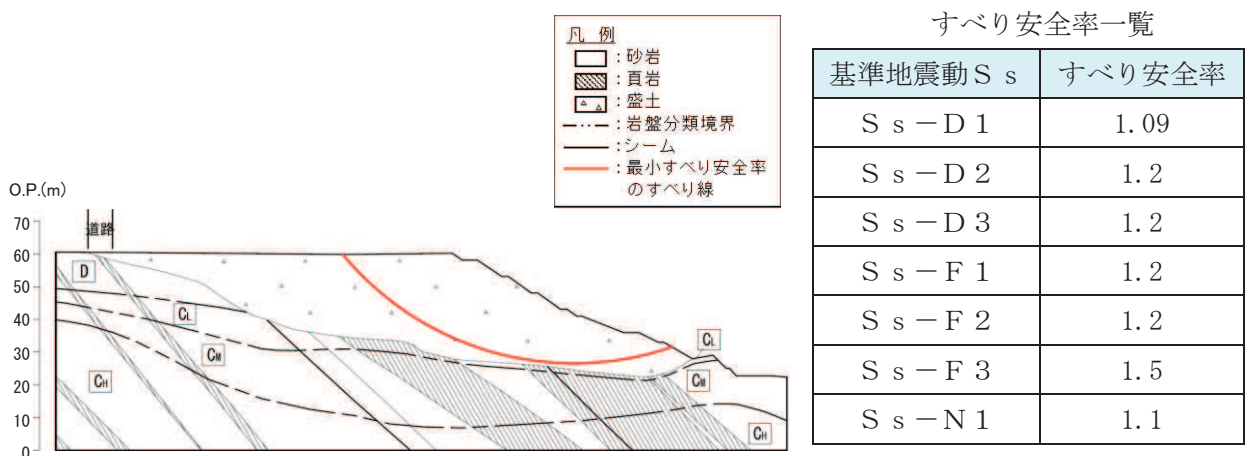 凡 例
：砂岩
：頁岩
：盛土
：岩盤分類境界
：シーム
：最小すべり安全率
のすべり線
すべり安全率一覧
基準地震動Ｓｓ すべり安全率
Ｓｓ－Ｄ１ 1.09
Ｓｓ－Ｄ２ 1.2
Ｓｓ－Ｄ３ 1.2
Ｓｓ－Ｆ１ 1.2
Ｓｓ－Ｆ２ 1.2
Ｓｓ－Ｆ３ 1.5
Ｓｓ－Ｎ１ 1.1
O.P.(m)
70
60
50
40
30
20
10
0
道路
D
CL
CM
CH
CL
CM
CH